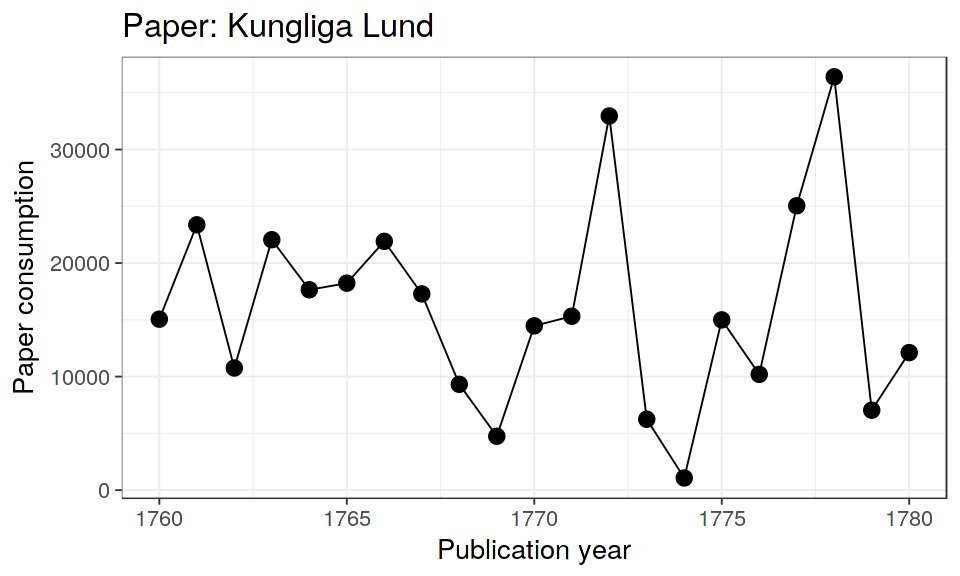 Paper: Kungliga Lund
Paper consumption
30000
20000
10000
0
1760 1765 1770 1775 1780
Publication year